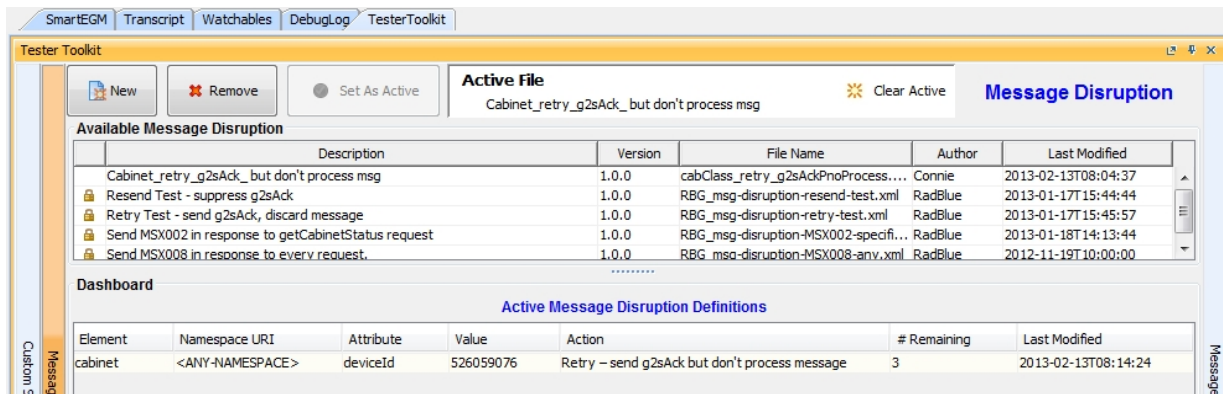 SmartEGM Transcript Watchables DebugLog TesterToolkit
Tester Toolkit
New Remove Set As Active Active File Cabinet_retry_g2sAck_ but don't process msg Clear Active Message Disruption
Available Message Disruption
Description Version File Name Author Last Modified
Cabinet_retry_g2sAck_ but don't process msg 1.0.0 cabClass_retry_g2sAckPnoProcess.... Connie 2013-02-13T08:04:37
Resend Test - suppress g2sAck 1.0.0 RBG_msg-disruption-resend-test.xml RadBlue 2013-01-17T15:44:44
Retry Test - send g2sAck, discard message 1.0.0 RBG_msg-disruption-retry-test.xml RadBlue 2013-01-17T15:45:57
Send MSX002 in response to getCabinetStatus request 1.0.0 RBG_msg-disruption-MSX002-specifi... RadBlue 2013-01-18T14:13:44
Send MSX008 in response to every request. 1.0.0 RBG_msg-disruption-MSX008-any.xml RadBlue 2012-11-19T10:00:00
Dashboard
Active Message Disruption Definitions
Element Namespace URI Attribute Value Action # Remaining Last Modified
cabinet <ANY-NAMESPACE> deviceId 526059076 Retry – send g2sAck but don't process message 3 2013-02-13T08:14:24
Custom S
Messag
Message